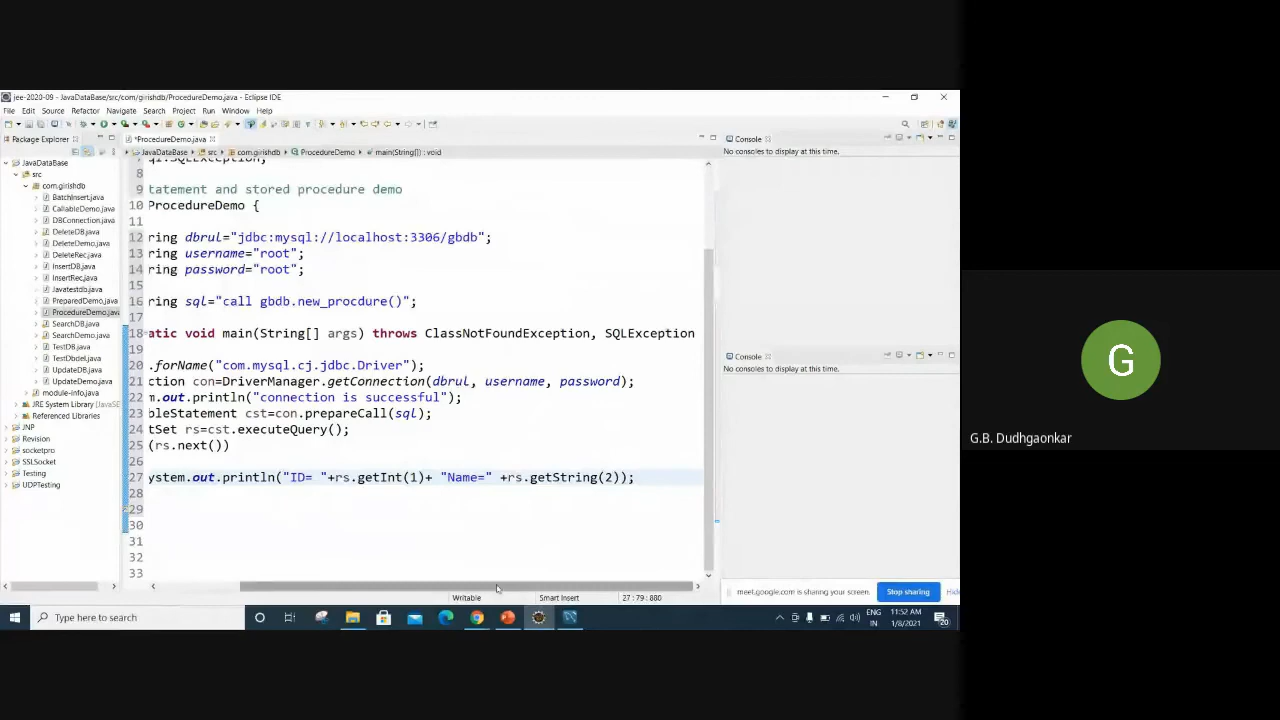 jee-2020-09 - JavaDataBase/src/com/girishdb/ProcedureDemo.java - Eclipse IDE
File Edit Source Refactor Navigate Search Project Run Window Help
Package Explorer
JavaDataBase
src
com.girishdb
BatchInsert.java
CallableDemo.java
DBConnection.java
DeleteDB.java
DeleteDemo.java
DeleteRec.java
InsertDB.java
InsertRec.java
Javatestdb.java
PreparedDemo.java
ProcedureDemo.java
SearchDB.java
SearchDemo.java
TestDB.java
TestDbdel.java
UpdateDB.java
UpdateDemo.java
module-info.java
JRE System Library [JavaSE
Referenced Libraries
JNP
Revision
socketpro
SSLSocket
Testing
UDPTesting
*ProcedureDemo.java
JavaDataBase src com.girishdb ProcedureDemo main(String[]) : void
ql.SQLException;
8
9 tatement and stored procedure demo
10 ProcedureDemo {
11
12 ring dbrul="jdbc:mysql://localhost:3306/gbdb";
13 ring username="root";
14 ring password="root";
15
16 ring sql="call gbdb.new_procdure()";
17
18 atic void main(String[] args) throws ClassNotFoundException, SQLException
19
20 .forName("com.mysql.cj.jdbc.Driver");
21 ction con=DriverManager.getConnection(dbrul, username, password);
22 m.out.println("connection is successful");
23 bleStatement cst=con.prepareCall(sql);
24 tSet rs=cst.executeQuery();
25 (rs.next())
26
27 ystem.out.println("ID= "+rs.getInt(1)+ "Name=" +rs.getString(2));
28
29
30
31
32
33
Console
No consoles to display at this time.
Console
No consoles to display at this time.
Writable Smart Insert 27 : 79 : 880
meet.google.com is sharing your screen. Stop sharing Hide
Type here to search
ENG
IN
11:52 AM
1/8/2021
20
G
G.B. Dudhgaonkar